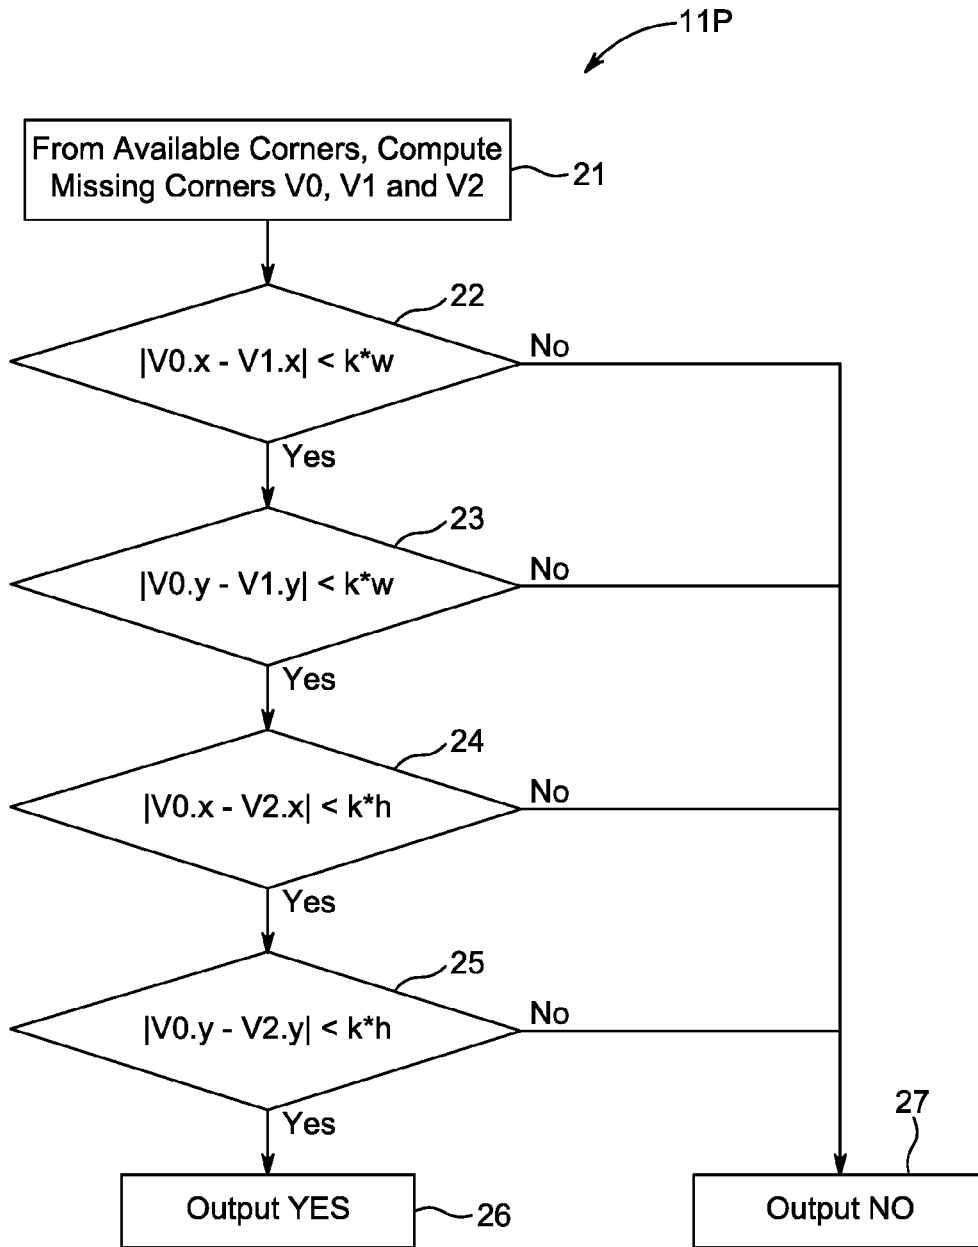 11P
From Available Corners, Compute
Missing Corners V0, V1 and V2
21
22
|V0.x - V1.x| < k*w
No
Yes
23
|V0.y - V1.y| < k*w
No
Yes
24
|V0.x - V2.x| < k*h
No
Yes
25
|V0.y - V2.y| < k*h
No
Yes
27
Output YES
26
Output NO